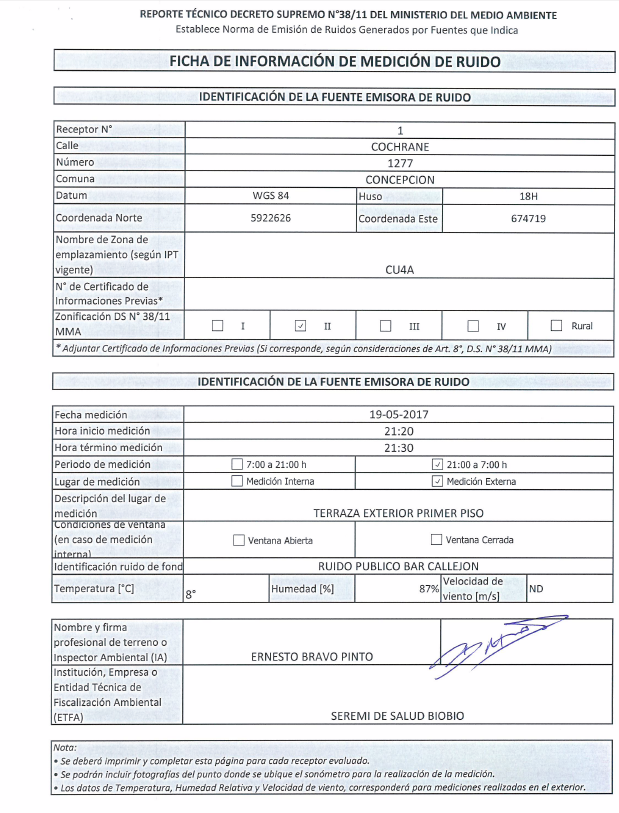 REPORTE TÉCNICO DECRETO SUPREMO N°38/11 DEL MINISTERIO DEL MEDIO AMBIENTE
Establece Norma de Emisión de Ruidos Generados por Fuentes que Indica
FICHA DE INFORMACIÓN DE MEDICIÓN DE RUIDO
IDENTIFICACIÓN DE LA FUENTE EMISORA DE RUIDO
Receptor N° 1
Calle COCHRANE
Número 1277
Comuna CONCEPCION
Datum WGS 84 Huso 18H
Coordenada Norte 5922626 Coordenada Este 674719
Nombre de Zona de
emplazamiento (según IPT
vigente) CU4A
N° de Certificado de
Informaciones Previas*
Zonificación DS N° 38/11
MMA ☐ I ☑ II ☐ III ☐ IV ☐ Rural
* Adjuntar Certificado de Informaciones Previas (Si corresponde, según consideraciones de Art. 8°, D.S. N° 38/11 MMA)
IDENTIFICACIÓN DE LA FUENTE EMISORA DE RUIDO
Fecha medición 19-05-2017
Hora inicio medición 21:20
Hora término medición 21:30
Periodo de medición ☐ 7:00 a 21:00 h ☑ 21:00 a 7:00 h
Lugar de medición ☐ Medición Interna ☑ Medición Externa
Descripción del lugar de
medición TERRAZA EXTERIOR PRIMER PISO
Condiciones de ventana
(en caso de medición
interna) ☐ Ventana Abierta ☐ Ventana Cerrada
Identificación ruido de fond RUIDO PUBLICO BAR CALLEJON
Temperatura [°C] 8° Humedad [%] 87% Velocidad de
viento [m/s] ND
Nombre y firma
profesional de terreno o
Inspector Ambiental (IA) ERNESTO BRAVO PINTO
Institución, Empresa o
Entidad Técnica de
Fiscalización Ambiental
(ETFA) SEREMI DE SALUD BIOBIO
Nota:
• Se deberá imprimir y completar esta página para cada receptor evaluado.
• Se podrán incluir fotografías del punto donde se ubique el sonómetro para la realización de la medición.
• Los datos de Temperatura, Humedad Relativa y Velocidad de viento, corresponderá para mediciones realizadas en el exterior.